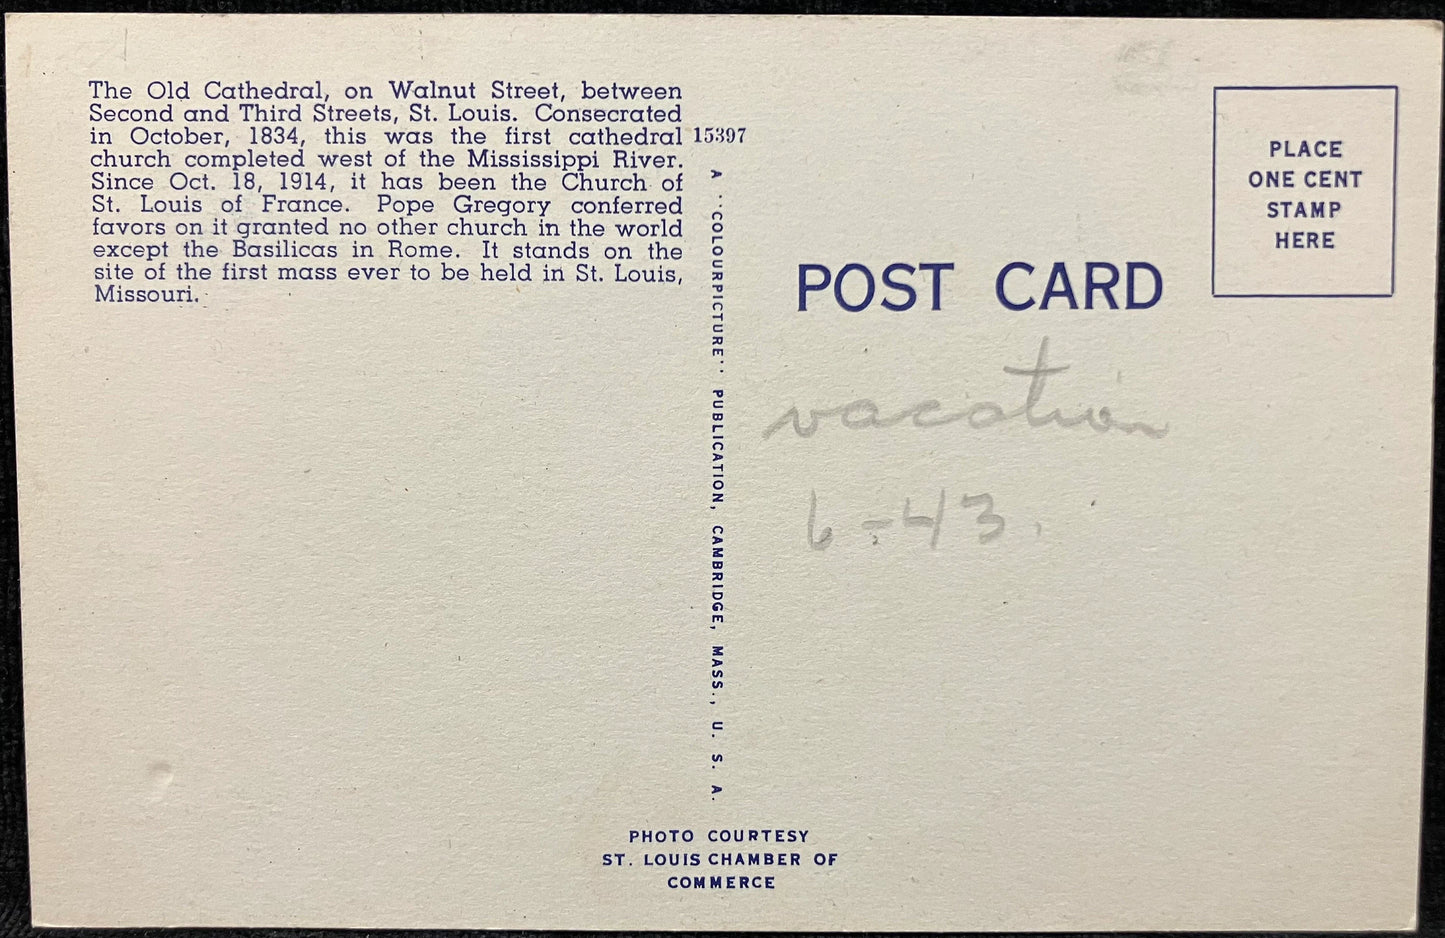 The Old Cathedral, on Walnut Street, between
Second and Third Streets, St. Louis. Consecrated
in October, 1834, this was the first cathedral
church completed west of the Mississippi River.
Since Oct. 18, 1914, it has been the Church of
St. Louis of France. Pope Gregory conferred
favors on it granted no other church in the world
except the Basilicas in Rome. It stands on the
site of the first mass ever to be held in St. Louis,
Missouri.
15397
A "COLOURPICTURE" PUBLICATION, CAMBRIDGE, MASS., U. S. A.
PHOTO COURTESY
ST. LOUIS CHAMBER OF
COMMERCE
POST CARD
PLACE
ONE CENT
STAMP
HERE
vacation
6-43.